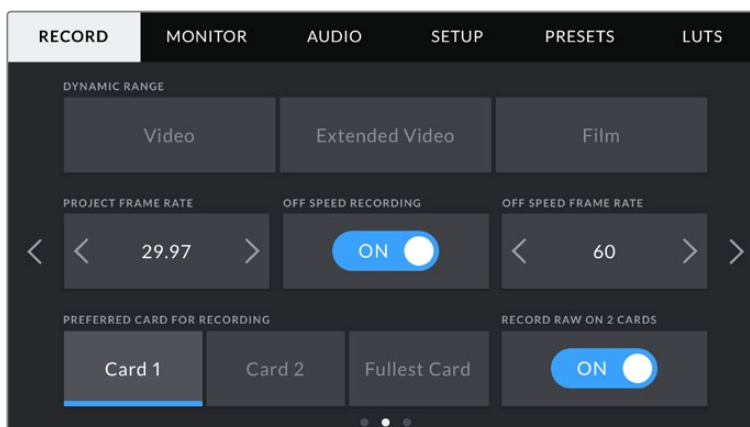 RECORD MONITOR AUDIO SETUP PRESETS LUTS
DYNAMIC RANGE
Video Extended Video Film
PROJECT FRAME RATE OFF SPEED RECORDING OFF SPEED FRAME RATE
29.97 ON 60
PREFERRED CARD FOR RECORDING RECORD RAW ON 2 CARDS
Card 1 Card 2 Fullest Card ON